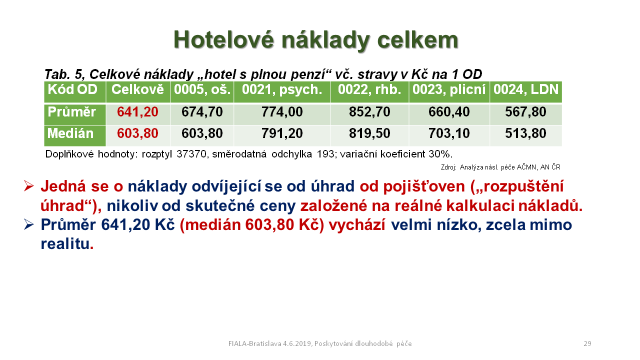 Hotelové náklady celkem
Tab. 5, Celkové náklady „hotel s plnou penzí“ vč. stravy v Kč na 1 OD
Kód OD Celkově 0005, oš. 0021, psych. 0022, rhb. 0023, plicní 0024, LDN
Průměr 641,20 674,70 774,00 852,70 660,40 567,80
Medián 603,80 603,80 791,20 819,50 703,10 513,80
Doplňkové hodnoty: rozptyl 37370, směrodatná odchylka 193; variační koeficient 30%.
Zdroj: Analýza násl. péče AČMN, AN ČR
➢ Jedná se o náklady odvíjející se od úhrad od pojišťoven („rozpuštění
úhrad“), nikoliv od skutečné ceny založené na reálné kalkulaci nákladů.
➢ Průměr 641,20 Kč (medián 603,80 Kč) vychází velmi nízko, zcela mimo
realitu.
FIALA-Bratislava 4.6.2019, Poskytování dlouhodobé péče
29